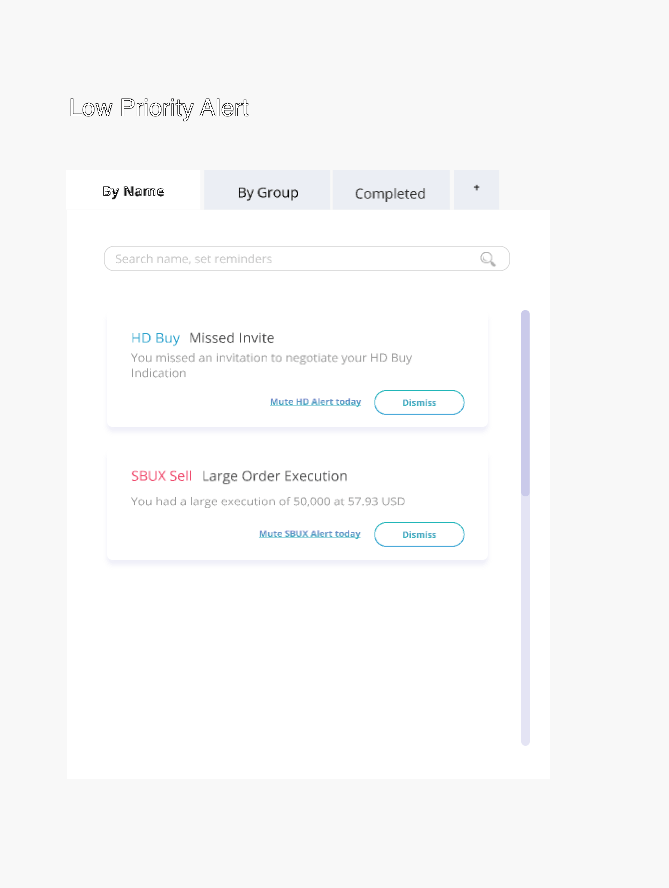 Low Priority Alert
By Name By Group Completed +
Search name, set reminders
HD Buy Missed Invite
You missed an invitation to negotiate your HD Buy
Indication
Mute HD Alert today Dismiss
SBUX Sell Large Order Execution
You had a large execution of 50,000 at 57.93 USD
Mute SBUX Alert today Dismiss